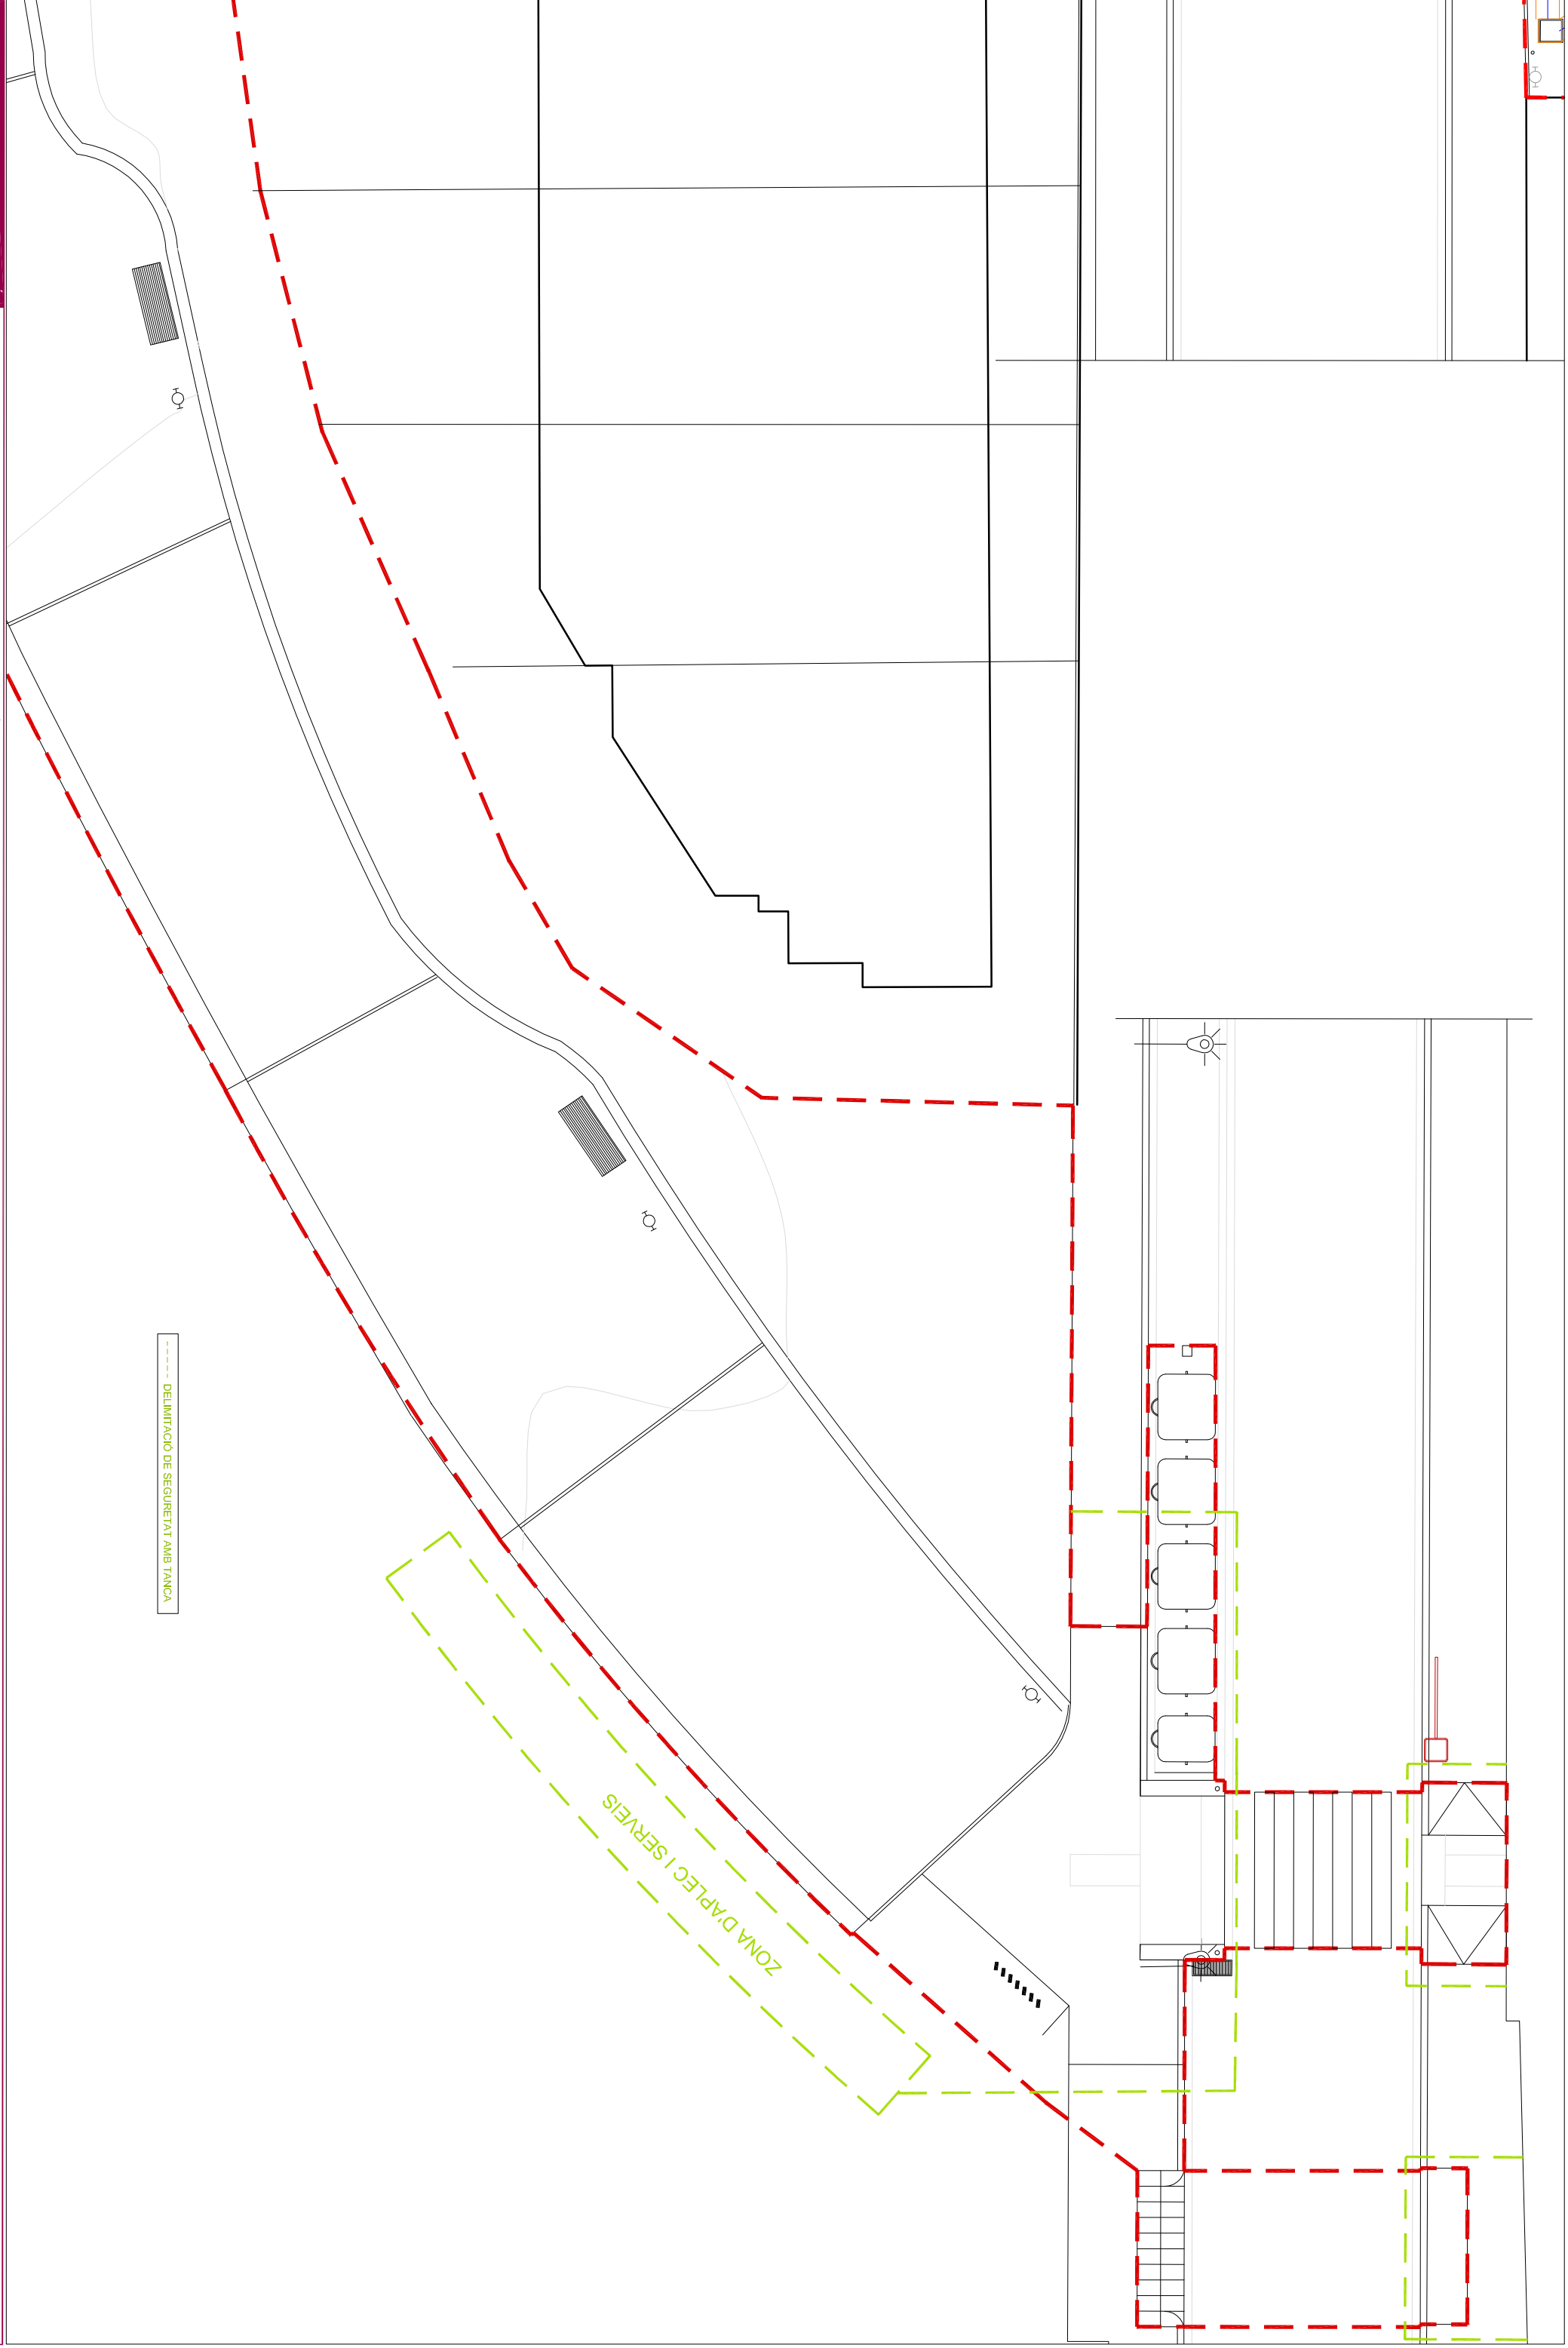 DELIMITACIÓ DE SEGURETAT AMB TANCA
ZONA D'APLEC I SERVEIS